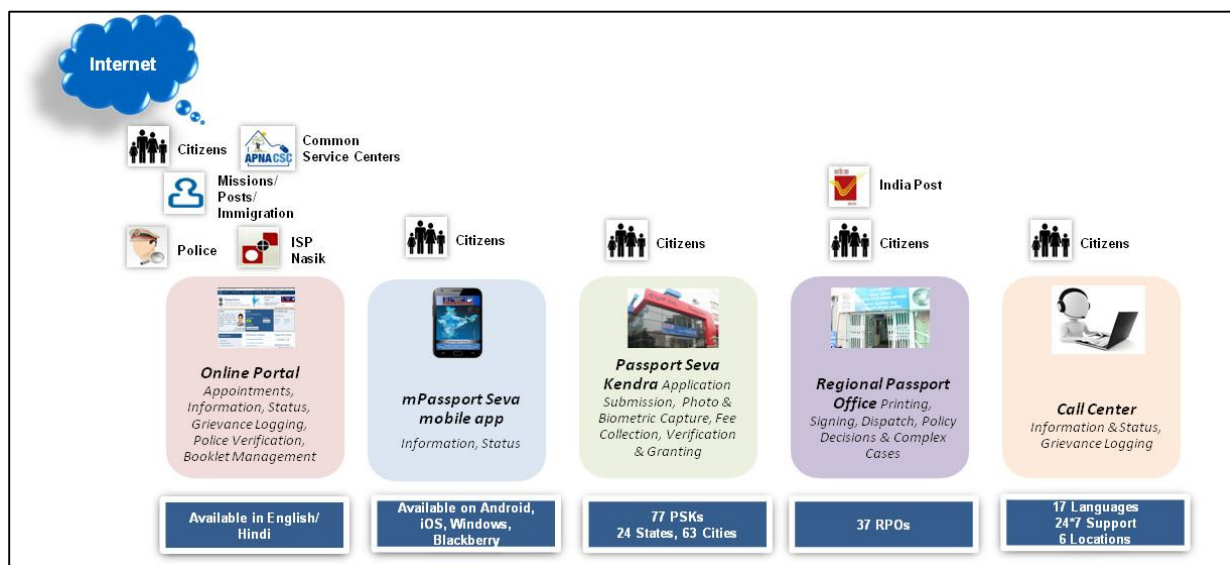 Internet
Citizens
APNA CSC
Common
Service Centers
Missions/
Posts/
Immigration
Police
ISP
Nasik
Citizens
Citizens
India Post
Citizens
Citizens
Online Portal
Appointments,
Information, Status,
Grievance Logging,
Police Verification,
Booklet Management
mPassport Seva
mobile app
Information, Status
Passport Seva
Kendra Application
Submission, Photo &
Biometric Capture, Fee
Collection, Verification
& Granting
Regional Passport
Office Printing,
Signing, Dispatch, Policy
Decisions & Complex
Cases
Call Center
Information & Status,
Grievance Logging
Available in English/
Hindi
Available on Android,
iOS, Windows,
Blackberry
77 PSKs
24 States, 63 Cities
37 RPOs
17 Languages
24*7 Support
6 Locations